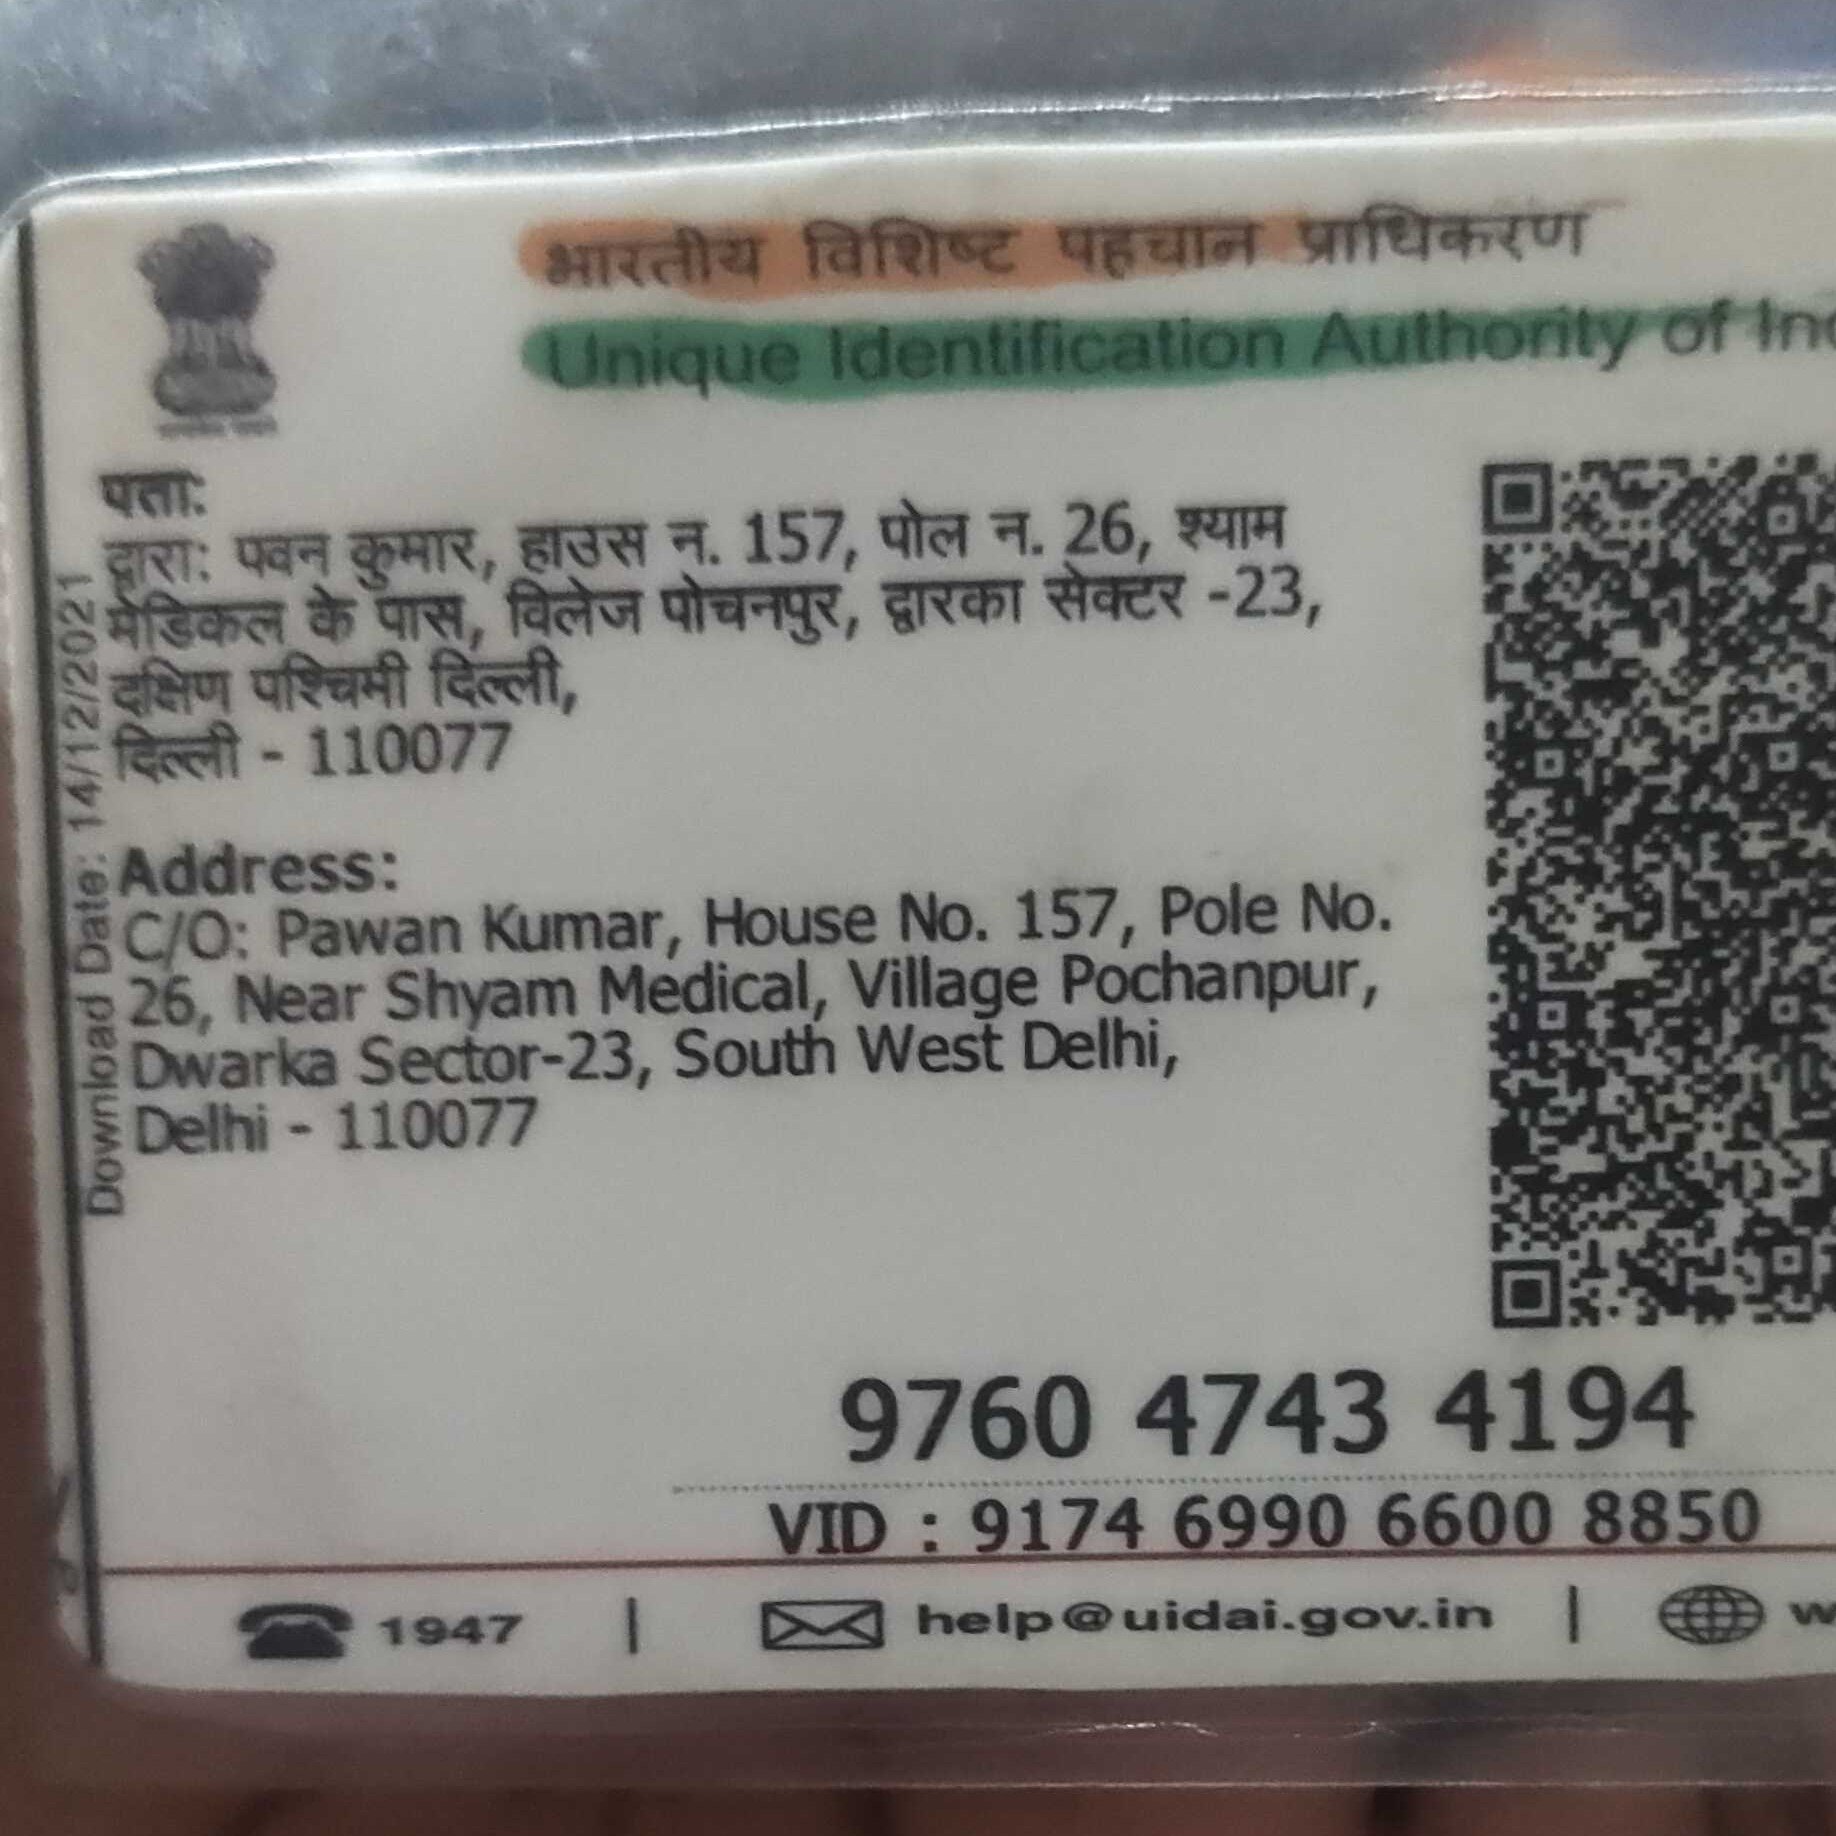 भारतीय विशिष्ट पहचान प्राधिकरण
Unique Identification Authority of
पता:
द्वारा: पवन कुमार, हाउस न. 157, पोल न. 26, श्याम
मेडिकल के पास, विलेज पोचनपुर, द्वारका सेक्टर -23,
दक्षिण पश्चिमी दिल्ली,
दिल्ली - 110077
Address:
C/O: Pawan Kumar, House No. 157, Pole No.
26, Near Shyam Medical, Village Pochanpur,
Dwarka Sector-23, South West Delhi,
Delhi - 110077
Download Date: 14/12/2021
9760 4743 4194
VID : 9174 6990 6600 8850
1947 | help@uidai.gov.in |